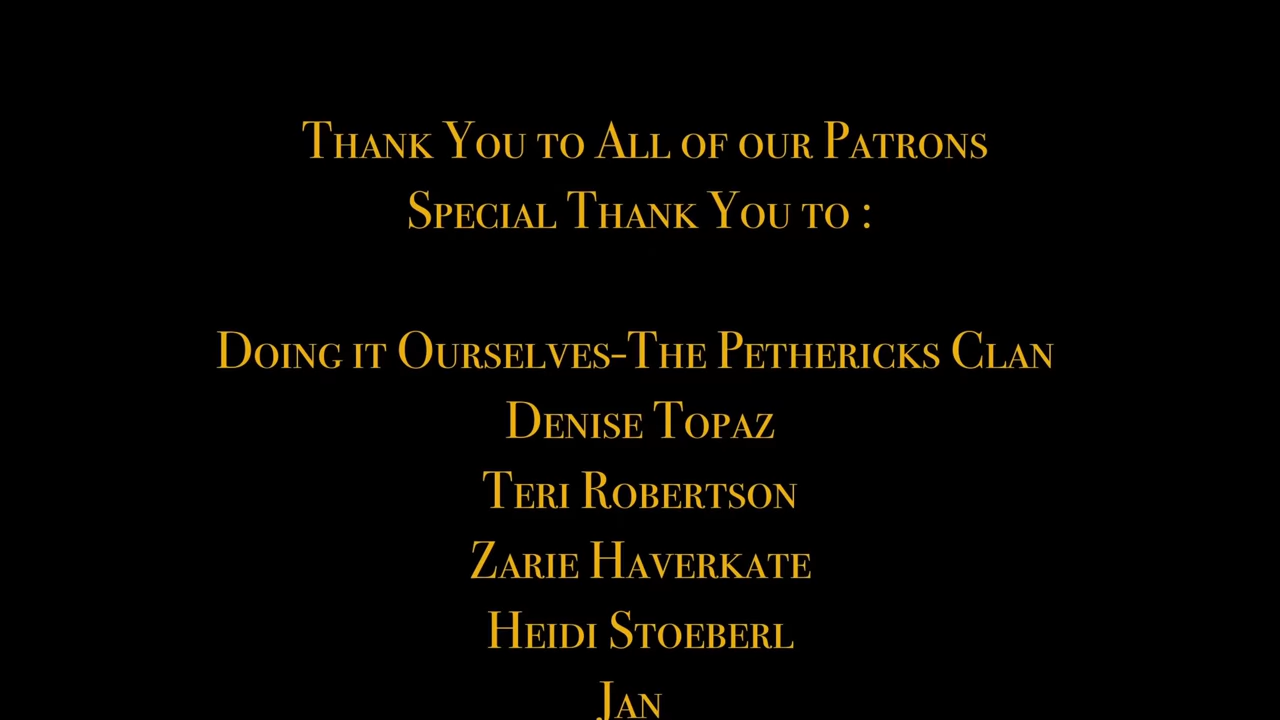 Thank You to All of our Patrons
Special Thank You to :
Doing it Ourselves-The Pethericks Clan
Denise Topaz
Teri Robertson
Zarie Haverkate
Heidi Stoeberl
Jan